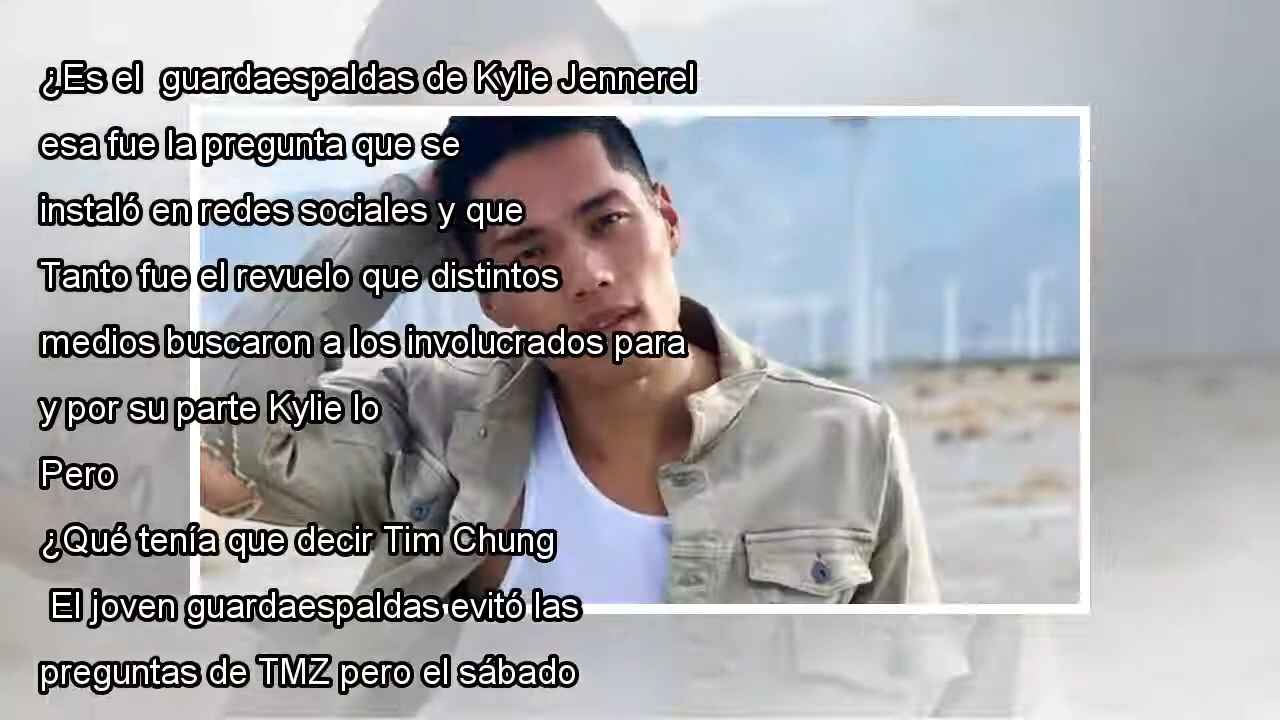 ¿Es el  guardaespaldas de Kylie Jennerel
esa fue la pregunta que se
instaló en redes sociales y que
Tanto fue el revuelo que distintos
medios buscaron a los involucrados para
y por su parte Kylie lo
Pero
¿Qué tenía que decir Tim Chung
El joven guardaespaldas evitó las
preguntas de TMZ pero el sábado